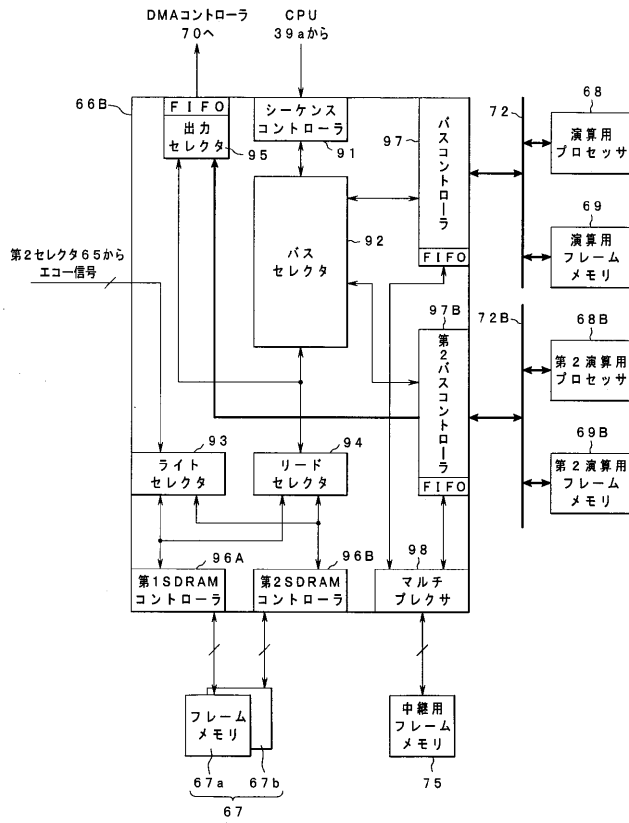 DMAコントローラ
70へ
CPU
39aから
66B
FIFO
出力
セレクタ
95
シーケンス
コントローラ
91
97
バスコントローラ
FIFO
72
68
演算用
プロセッサ
69
演算用
フレーム
メモリ
92
バス
セレクタ
第2セレクタ65から
エコー信号
97B
第2バスコントローラ
FIFO
72B
68B
第2演算用
プロセッサ
69B
第2演算用
フレーム
メモリ
93
ライト
セレクタ
94
リード
セレクタ
96A
第1SDRAM
コントローラ
96B
第2SDRAM
コントローラ
98
マルチ
プレクサ
フレーム
メモリ
67a
67b
67
中継用
フレーム
メモリ
75